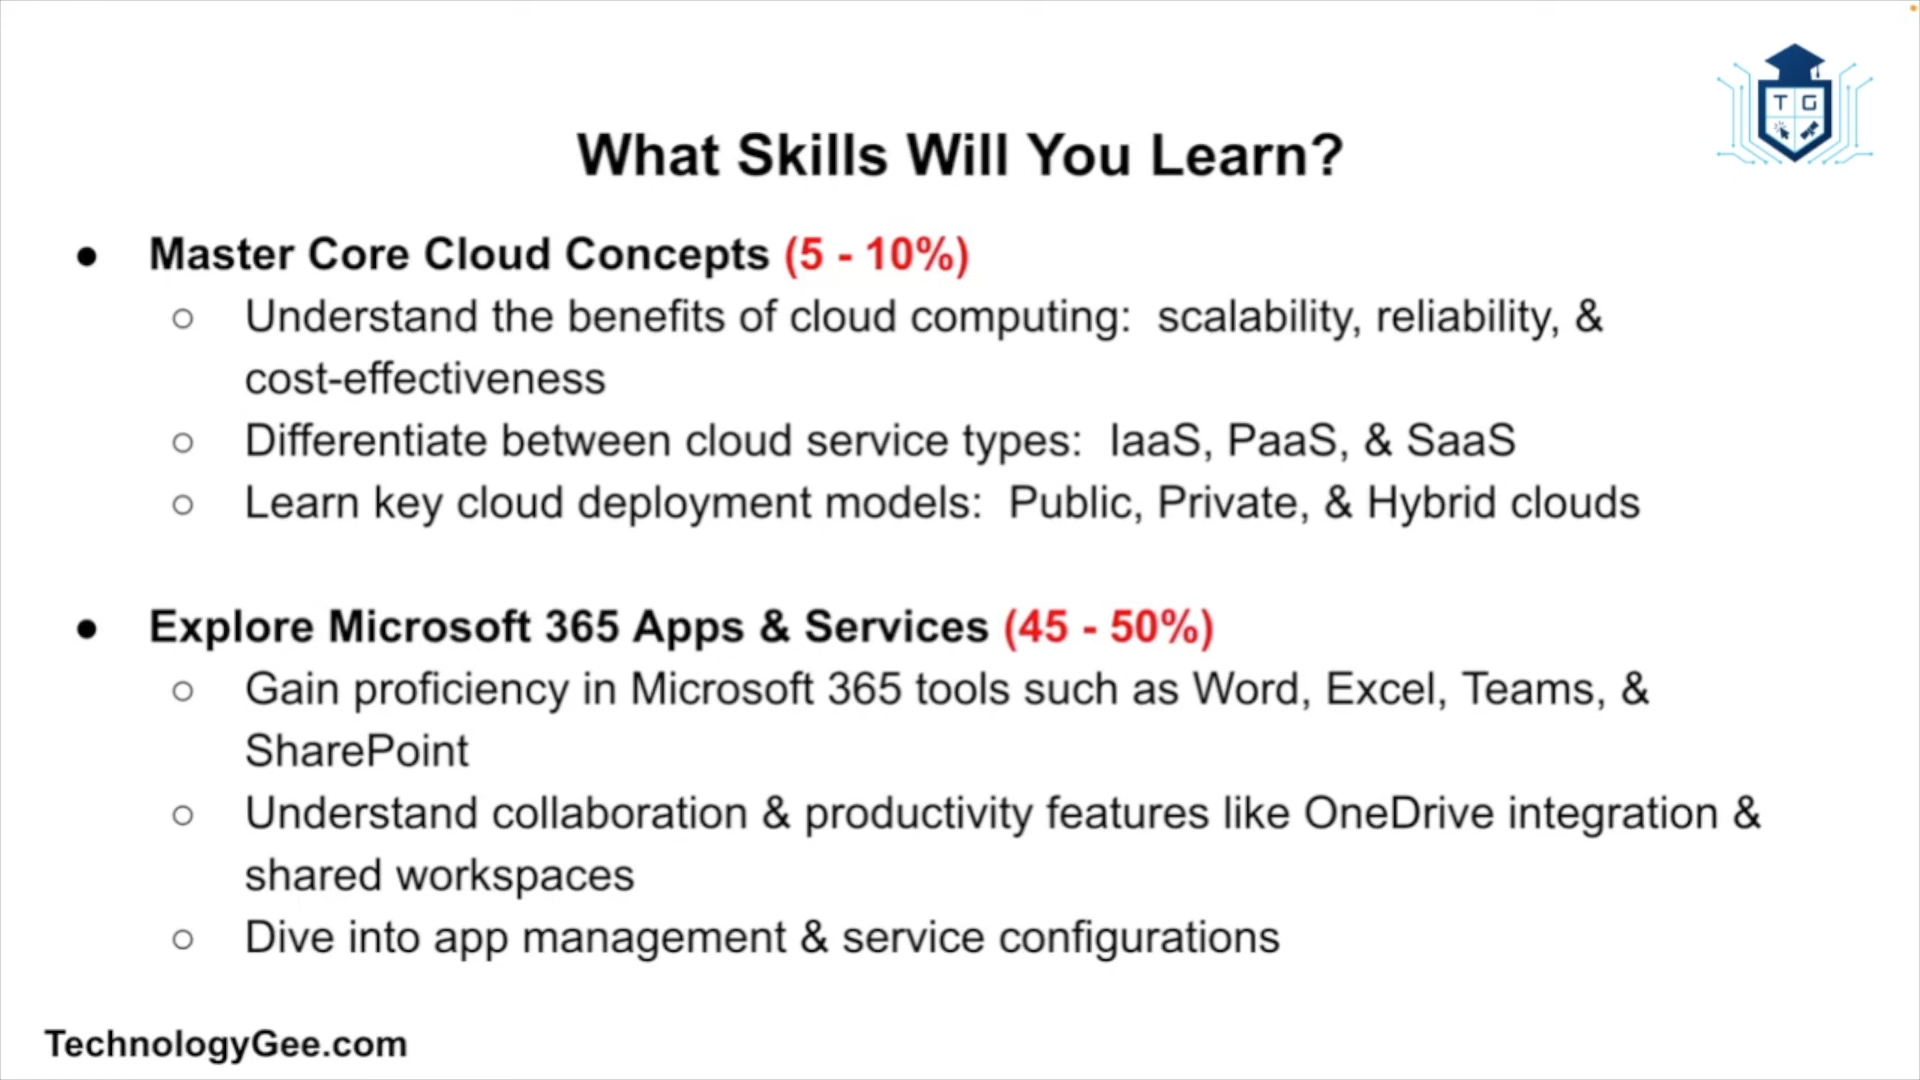 T G
What Skills Will You Learn?
● Master Core Cloud Concepts (5 - 10%)
○ Understand the benefits of cloud computing:  scalability, reliability, &
cost-effectiveness
○ Differentiate between cloud service types:  IaaS, PaaS, & SaaS
○ Learn key cloud deployment models:  Public, Private, & Hybrid clouds
● Explore Microsoft 365 Apps & Services (45 - 50%)
○ Gain proficiency in Microsoft 365 tools such as Word, Excel, Teams, &
SharePoint
○ Understand collaboration & productivity features like OneDrive integration &
shared workspaces
○ Dive into app management & service configurations
TechnologyGee.com